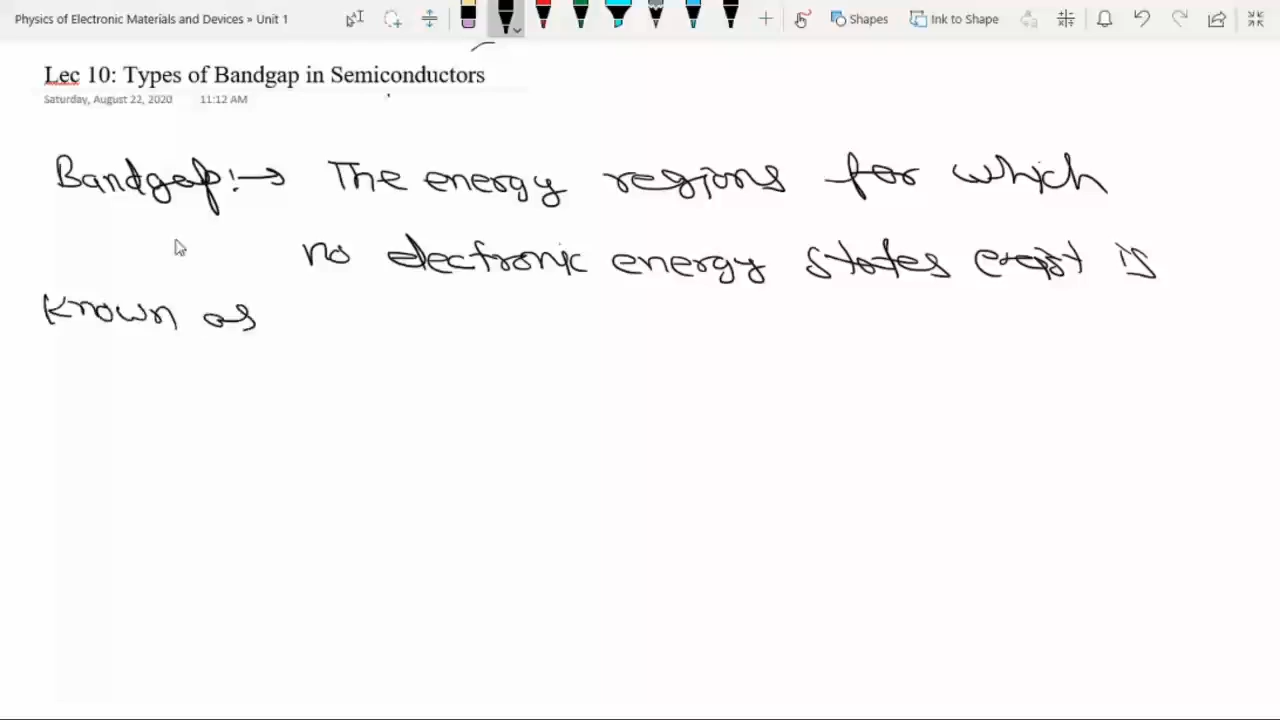 Physics of Electronic Materials and Devices » Unit 1
Shapes
Ink to Shape
Lec 10: Types of Bandgap in Semiconductors
Saturday, August 22, 2020 11:12 AM
Bandgap:→ The energy regions for which
no electronic energy states exist is
known as